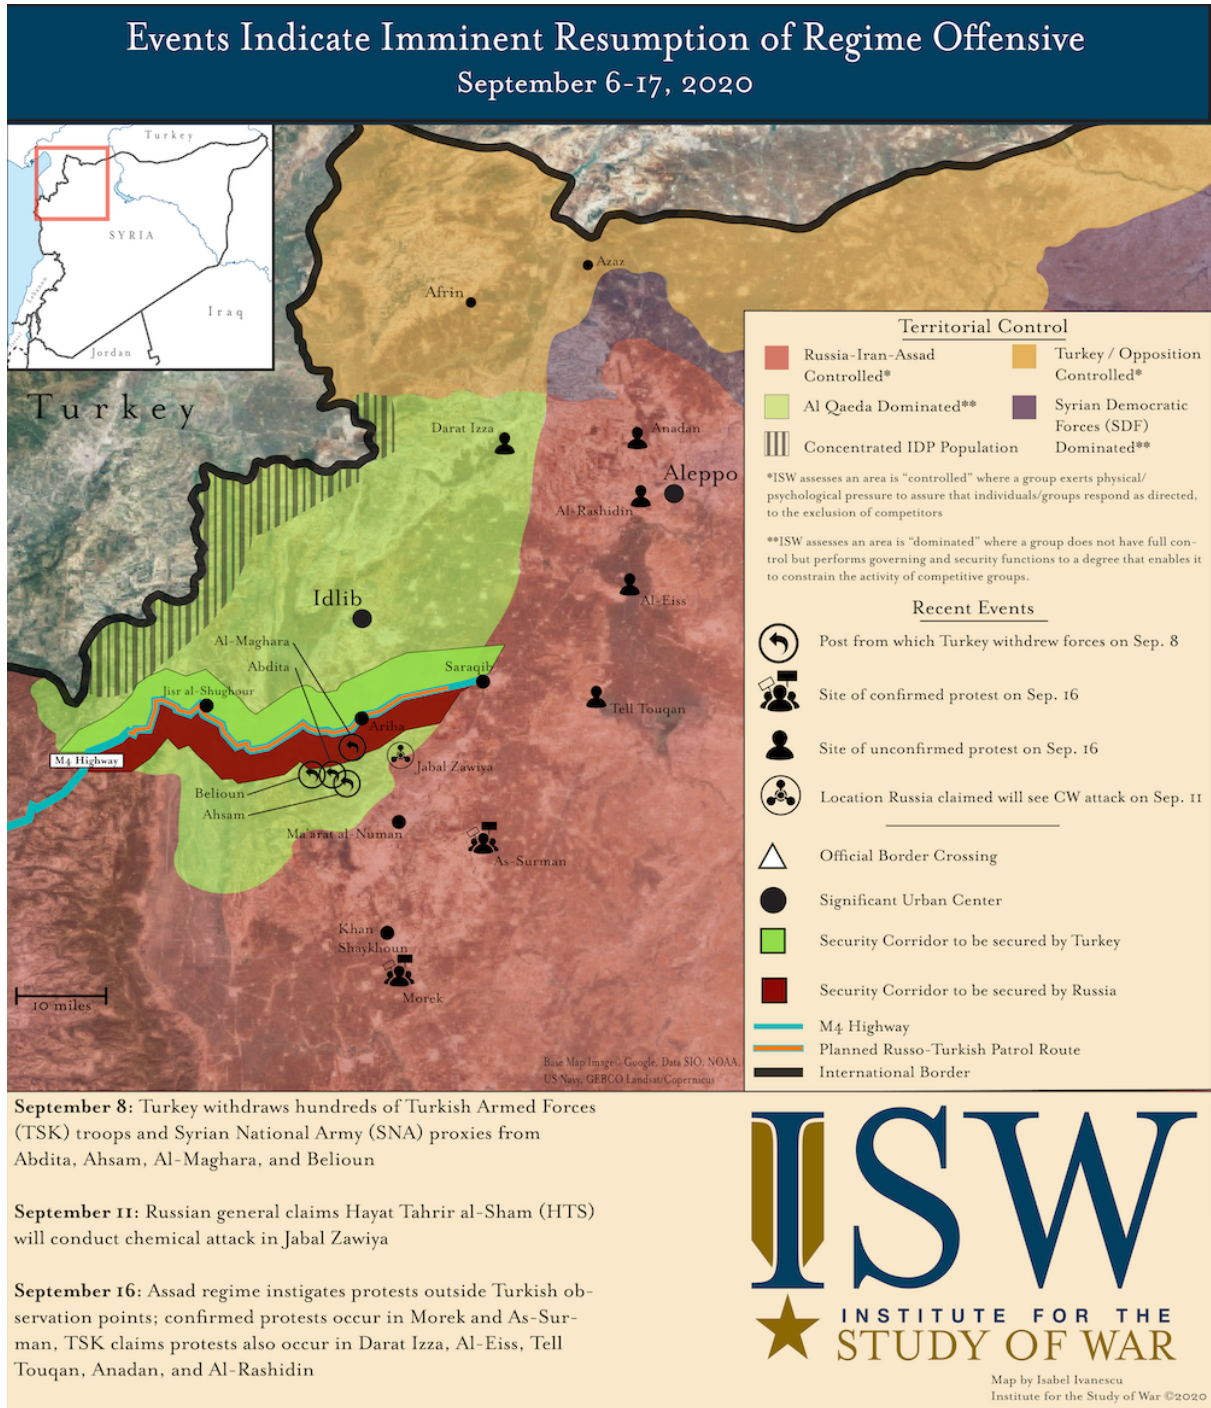 Events Indicate Imminent Resumption of Regime Offensive
September 6-17, 2020
Turkey
SYRIA
Lebanon
Iraq
Jordan
Turkey
Azaz
Afrin
Darat Izza
Anadan
Aleppo
Al-Rashidin
Al-Eiss
Idlib
Al-Maghara
Abdita
Saraqib
Jisr al-Shughour
Tell Touqan
Ariha
M4 Highway
Jabal Zawiya
Belioun
Ahsam
Ma'arat al-Numan
As-Surman
Khan
Shaykhoun
Morek
10 miles
Base Map Image© Google, Data SIO, NOAA,
US Navy, GEBCO Landsat/Copernicus
Territorial Control
Russia-Iran-Assad
Controlled*
Turkey / Opposition
Controlled*
Al Qaeda Dominated**
Syrian Democratic
Forces (SDF)
Dominated**
Concentrated IDP Population
*ISW assesses an area is “controlled” where a group exerts physical/
psychological pressure to assure that individuals/groups respond as directed,
to the exclusion of competitors
**ISW assesses an area is “dominated” where a group does not have full con-
trol but performs governing and security functions to a degree that enables it
to constrain the activity of competitive groups.
Recent Events
Post from which Turkey withdrew forces on Sep. 8
Site of confirmed protest on Sep. 16
Site of unconfirmed protest on Sep. 16
Location Russia claimed will see CW attack on Sep. 11
Official Border Crossing
Significant Urban Center
Security Corridor to be secured by Turkey
Security Corridor to be secured by Russia
M4 Highway
Planned Russo-Turkish Patrol Route
International Border
September 8: Turkey withdraws hundreds of Turkish Armed Forces
(TSK) troops and Syrian National Army (SNA) proxies from
Abdita, Ahsam, Al-Maghara, and Belioun
September 11: Russian general claims Hayat Tahrir al-Sham (HTS)
will conduct chemical attack in Jabal Zawiya
September 16: Assad regime instigates protests outside Turkish ob-
servation points; confirmed protests occur in Morek and As-Sur-
man, TSK claims protests also occur in Darat Izza, Al-Eiss, Tell
Touqan, Anadan, and Al-Rashidin
ISW
INSTITUTE FOR THE
STUDY OF WAR
Map by Isabel Ivanescu
Institute for the Study of War ©2020